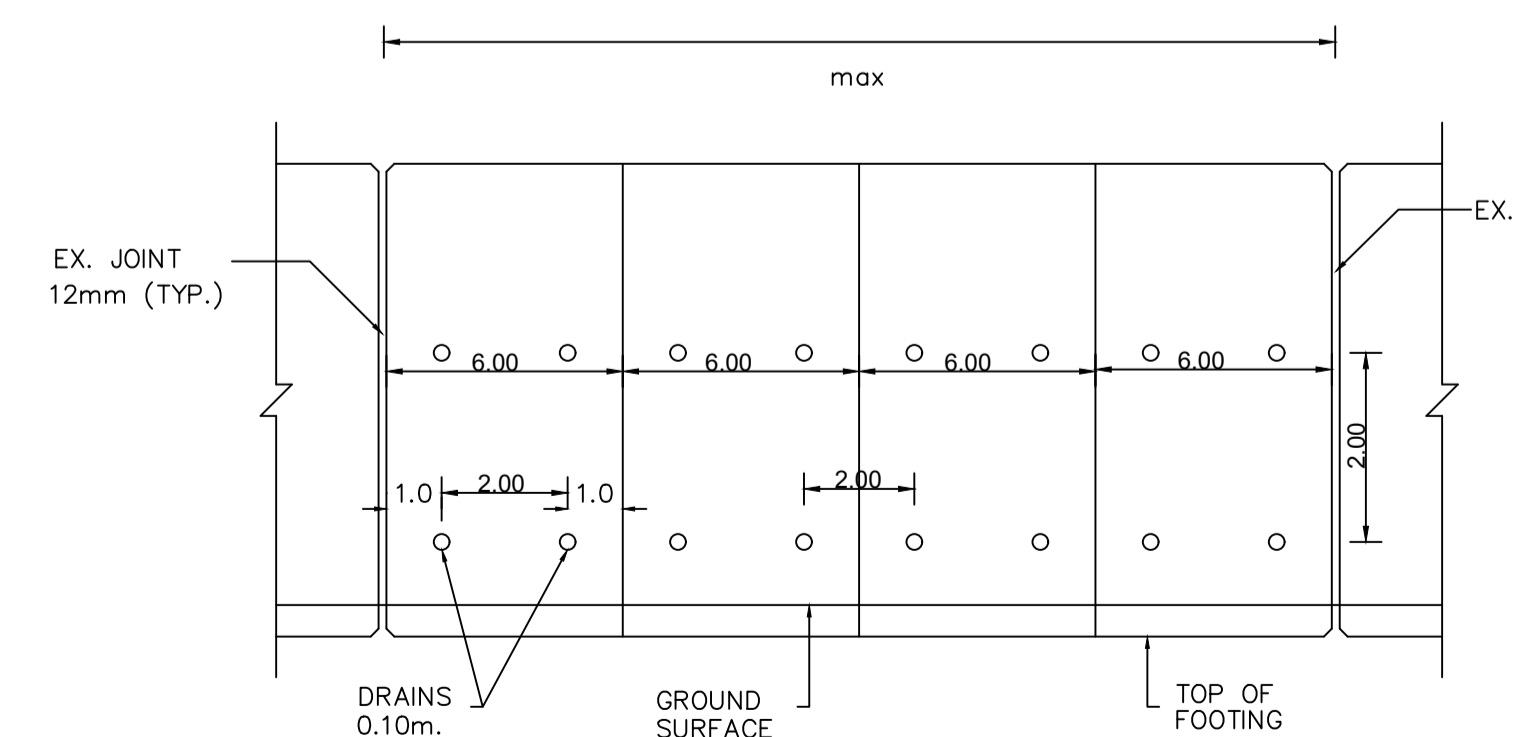 max
EX.
EX. JOINT
12mm (TYP.)
6.00
6.00
6.00
6.00
2.00
1.0
2.00
1.0
2.00
DRAINS
0.10m.
GROUND
SURFACE
TOP OF
FOOTING